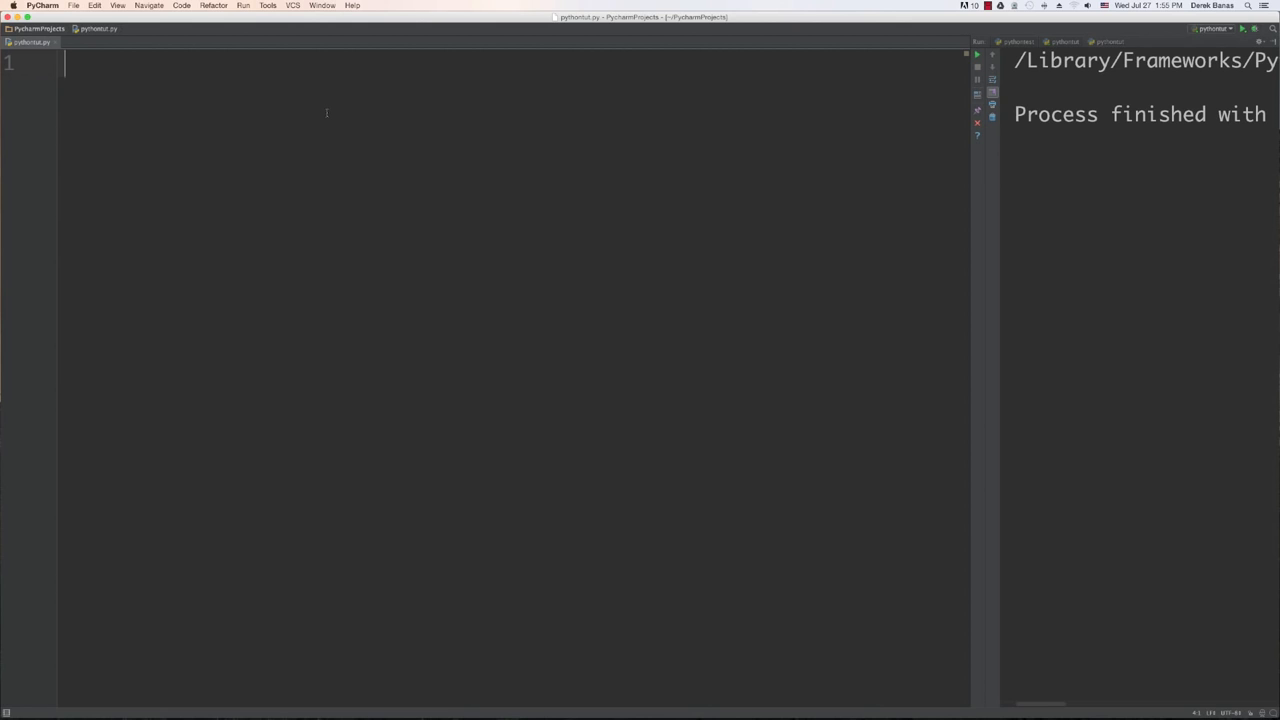 PyCharm File Edit View Navigate Code Refactor Run Tools VCS Window Help 10 Wed Jul 27 1:55 PM Derek Banas
pythontut.py - PycharmProjects - [~/PycharmProjects]
PycharmProjects pythontut.py pythontut
pythontut.py Run: pythontest pythontut pythontut
1
/Library/Frameworks/Py
Process finished with
?
4:1 LF UTF-8